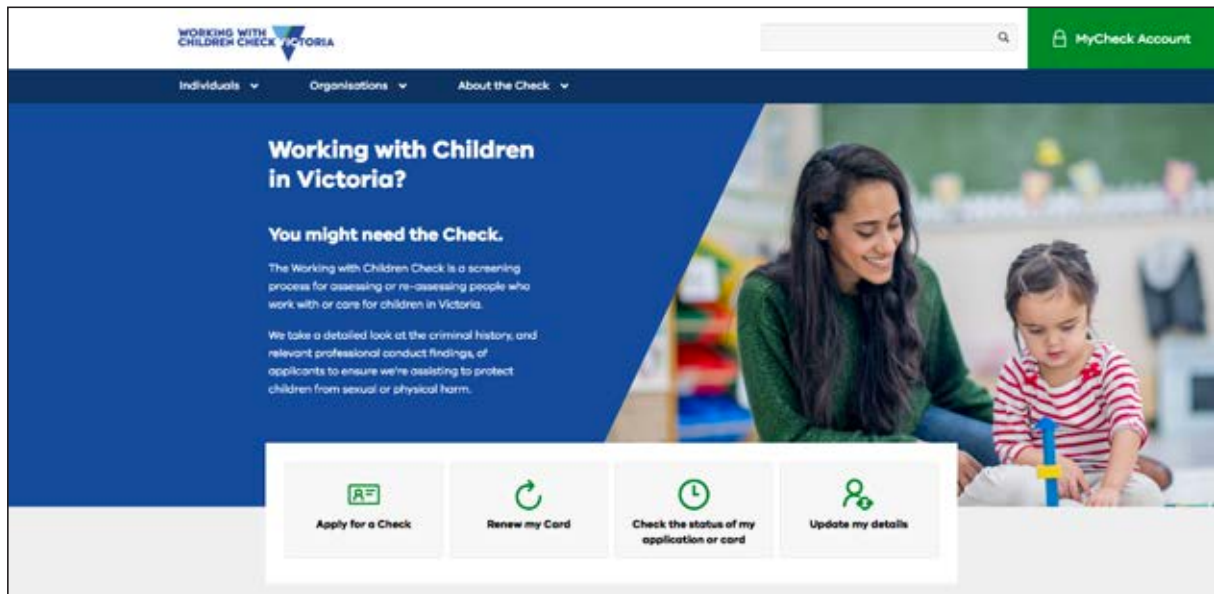 WORKING WITH
CHILDREN CHECK VICTORIA
MyCheck Account
Individuals
Organisations
About the Check
Working with Children
in Victoria?
You might need the Check.
The Working with Children Check is a screening
process for assessing or re-assessing people who
work with or care for children in Victoria.
We take a detailed look at the criminal history, and
relevant professional conduct findings, of
applicants to ensure we're assisting to protect
children from sexual or physical harm.
Apply for a Check
Renew my Card
Check the status of my
application or card
Update my details